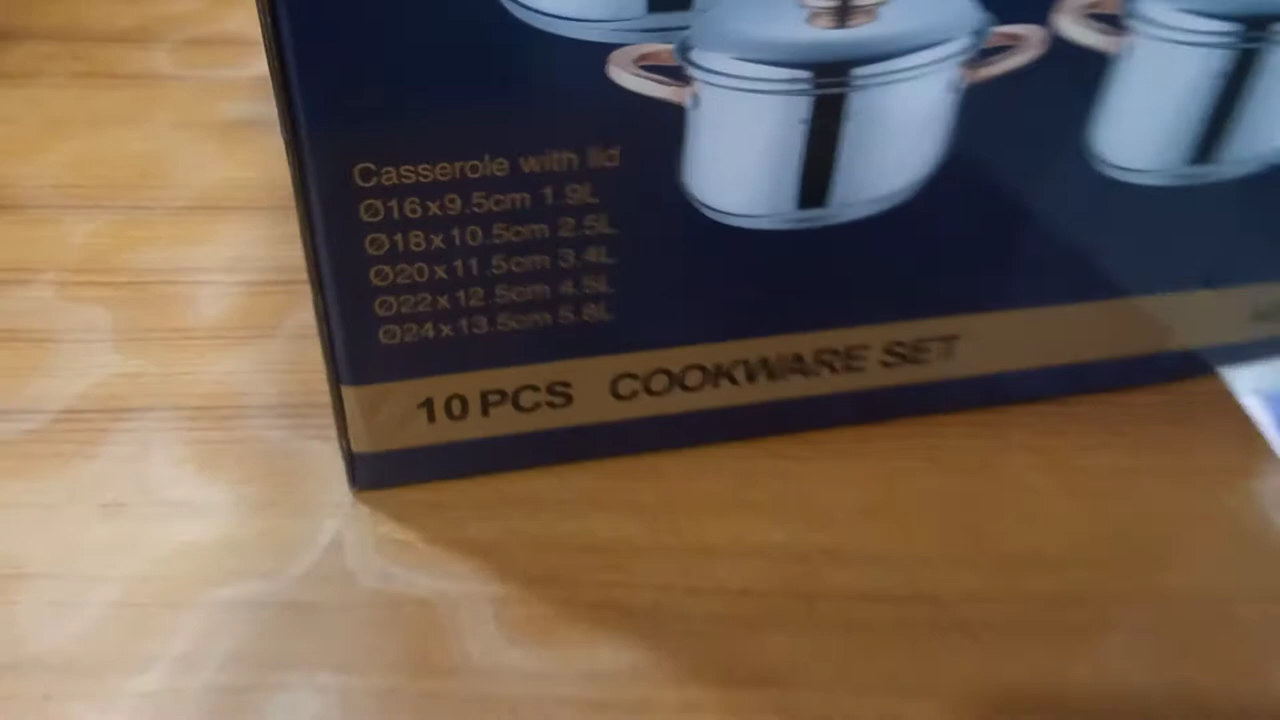 Casserole with lid
Ø16x9.5cm 1.9L
Ø18x10.5cm 2.5L
Ø20x11.5cm 3.4L
Ø22x12.5cm 4.5L
Ø24x13.5cm 5.8L
10 PCS COOKWARE SET